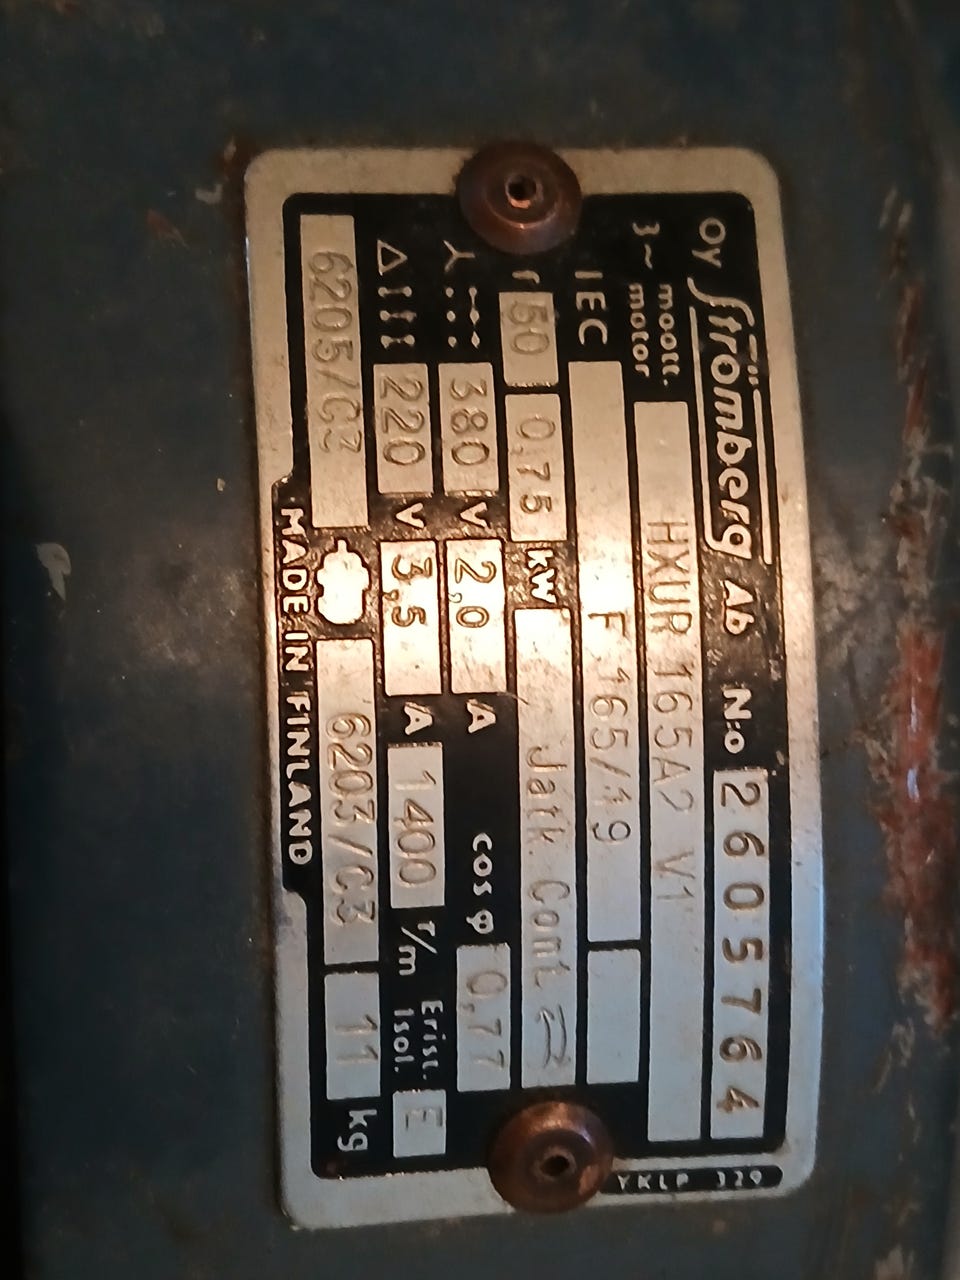 Oy Strömberg Ab N:o 2605764
3~ moott. motor HXUR 165A2 V1
IEC F 165/19
f 50 0,75 kW Jatk. Cont.
380 V 2,0 A cos φ 0,77
Δ 220 V 3,5 A 1400 r/m Erist. Isol. E
6205/C3 6203/C3 11 kg
MADE IN FINLAND
YKLP 329